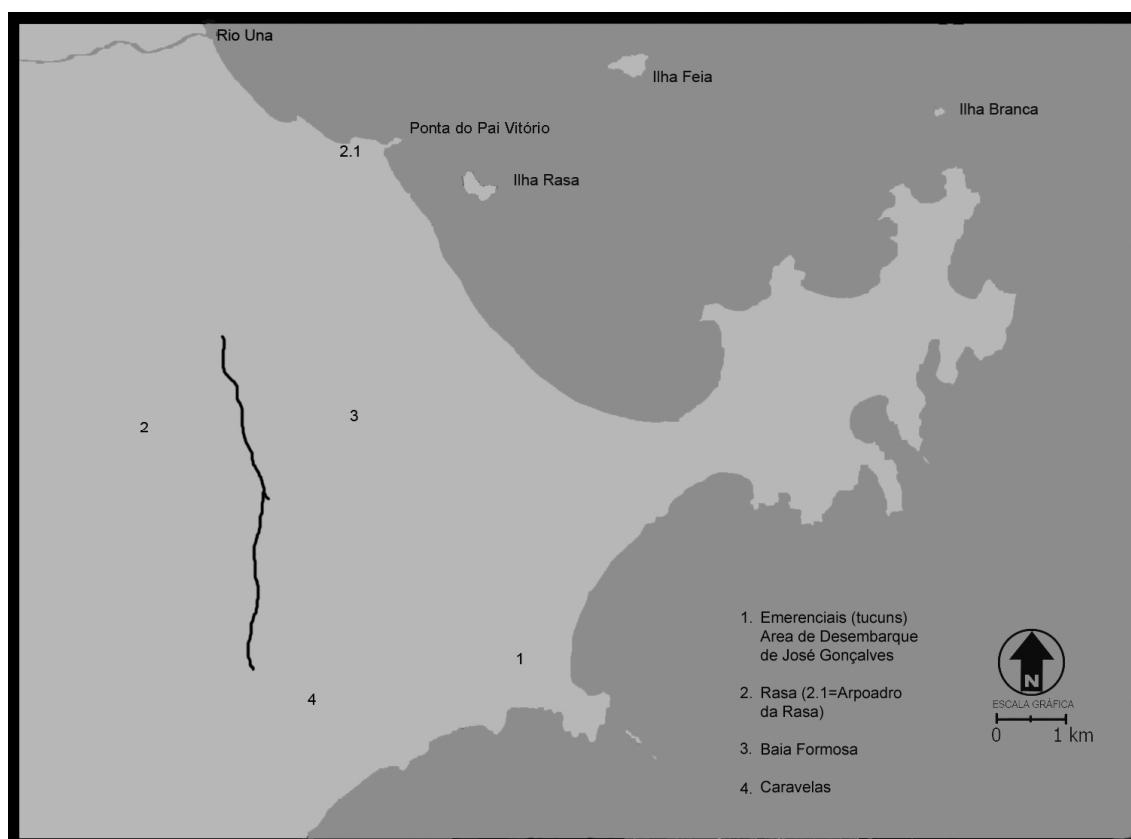 Rio Una
Ilha Feia
Ilha Branca
Ponta do Pai Vitório
2.1
Ilha Rasa
3
2
1
4
1. Emerenciais (tucuns)
Area de Desembarque
de José Gonçalves
2. Rasa (2.1=Arpoadro
da Rasa)
3. Baia Formosa
4. Caravelas
N
ESCALA GRÁFICA
0 1 km